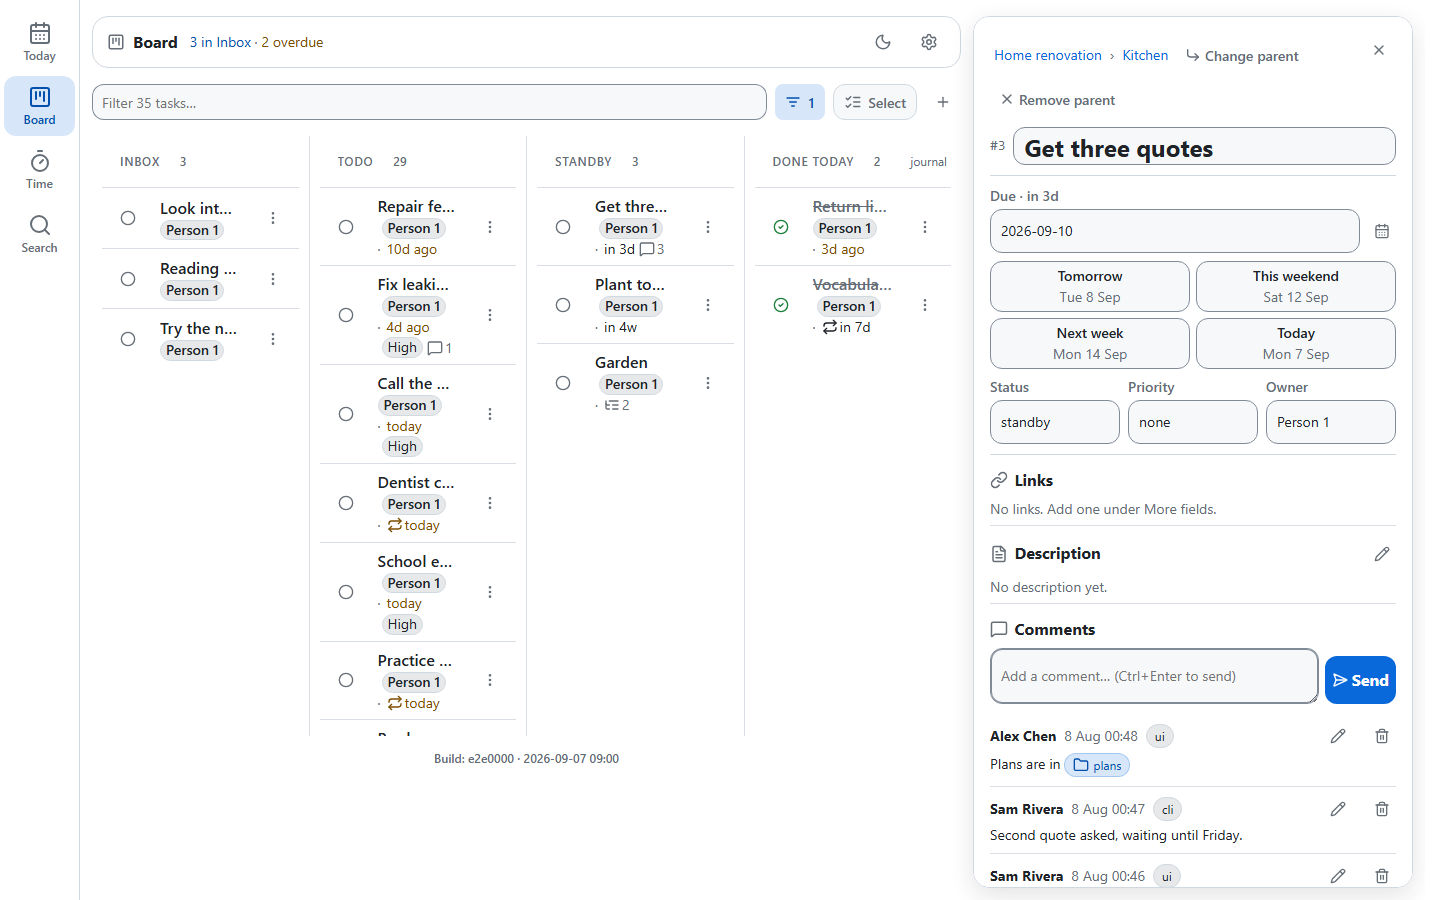 Today
Board
Time
Search
Board 3 in Inbox · 2 overdue
Filter 35 tasks...
1
Select
INBOX 3
Look int...
Person 1
Reading ...
Person 1
Try the n...
Person 1
TODO 29
Repair fe...
Person 1
· 10d ago
Fix leaki...
Person 1
· 4d ago
High 1
Call the ...
Person 1
· today
High
Dentist c...
Person 1
· today
School e...
Person 1
· today
High
Practice ...
Person 1
· today
STANDBY 3
Get thre...
Person 1
· in 3d 3
Plant to...
Person 1
· in 4w
Garden
Person 1
· 2
DONE TODAY 2 journal
Return li...
Person 1
· 3d ago
Vocabula...
Person 1
· in 7d
Build: e2e0000 · 2026-09-07 09:00
Home renovation › Kitchen Change parent
Remove parent
#3 Get three quotes
Due · in 3d
2026-09-10
Tomorrow
Tue 8 Sep
This weekend
Sat 12 Sep
Next week
Mon 14 Sep
Today
Mon 7 Sep
Status Priority Owner
standby none Person 1
Links
No links. Add one under More fields.
Description
No description yet.
Comments
Add a comment... (Ctrl+Enter to send)
Send
Alex Chen 8 Aug 00:48 ui
Plans are in plans
Sam Rivera 8 Aug 00:47 cli
Second quote asked, waiting until Friday.
Sam Rivera 8 Aug 00:46 ui